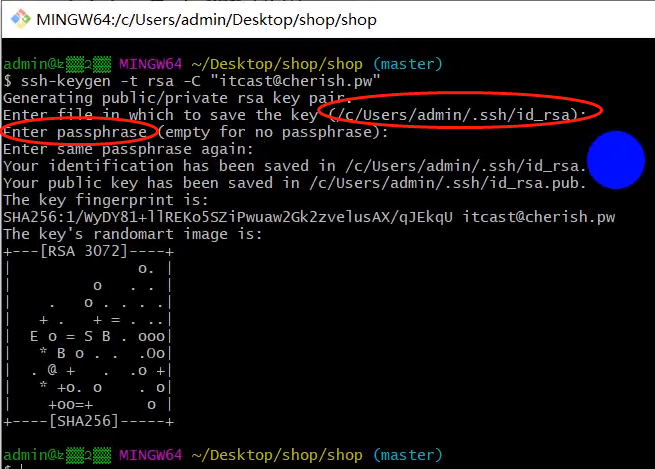 MINGW64:/c/Users/admin/Desktop/shop/shop
MINGW64 ~/Desktop/shop/shop (master)
$ ssh-keygen -t rsa -C "itcast@cherish.pw"
Generating public/private rsa key pair.
Enter file in which to save the key (/c/Users/admin/.ssh/id_rsa):
Enter passphrase (empty for no passphrase):
Enter same passphrase again:
Your identification has been saved in /c/Users/admin/.ssh/id_rsa.
Your public key has been saved in /c/Users/admin/.ssh/id_rsa.pub.
The key fingerprint is:
SHA256:1/WyDY81+llREKo5SZiPwuaw2Gk2zvelusAX/qJEkqU itcast@cherish.pw
The key's randomart image is:
+---[RSA 3072]----+
|              o. |
|         o   . . |
|    .   o . . . .|
|   + .   + = . ..|
|  E o = S B . ooo|
|   * B o . .  .Oo|
|  . @ +   .  .o +|
|   * +o. o    . o|
|    +oo=+      o |
+----[SHA256]-----+
MINGW64 ~/Desktop/shop/shop (master)
$